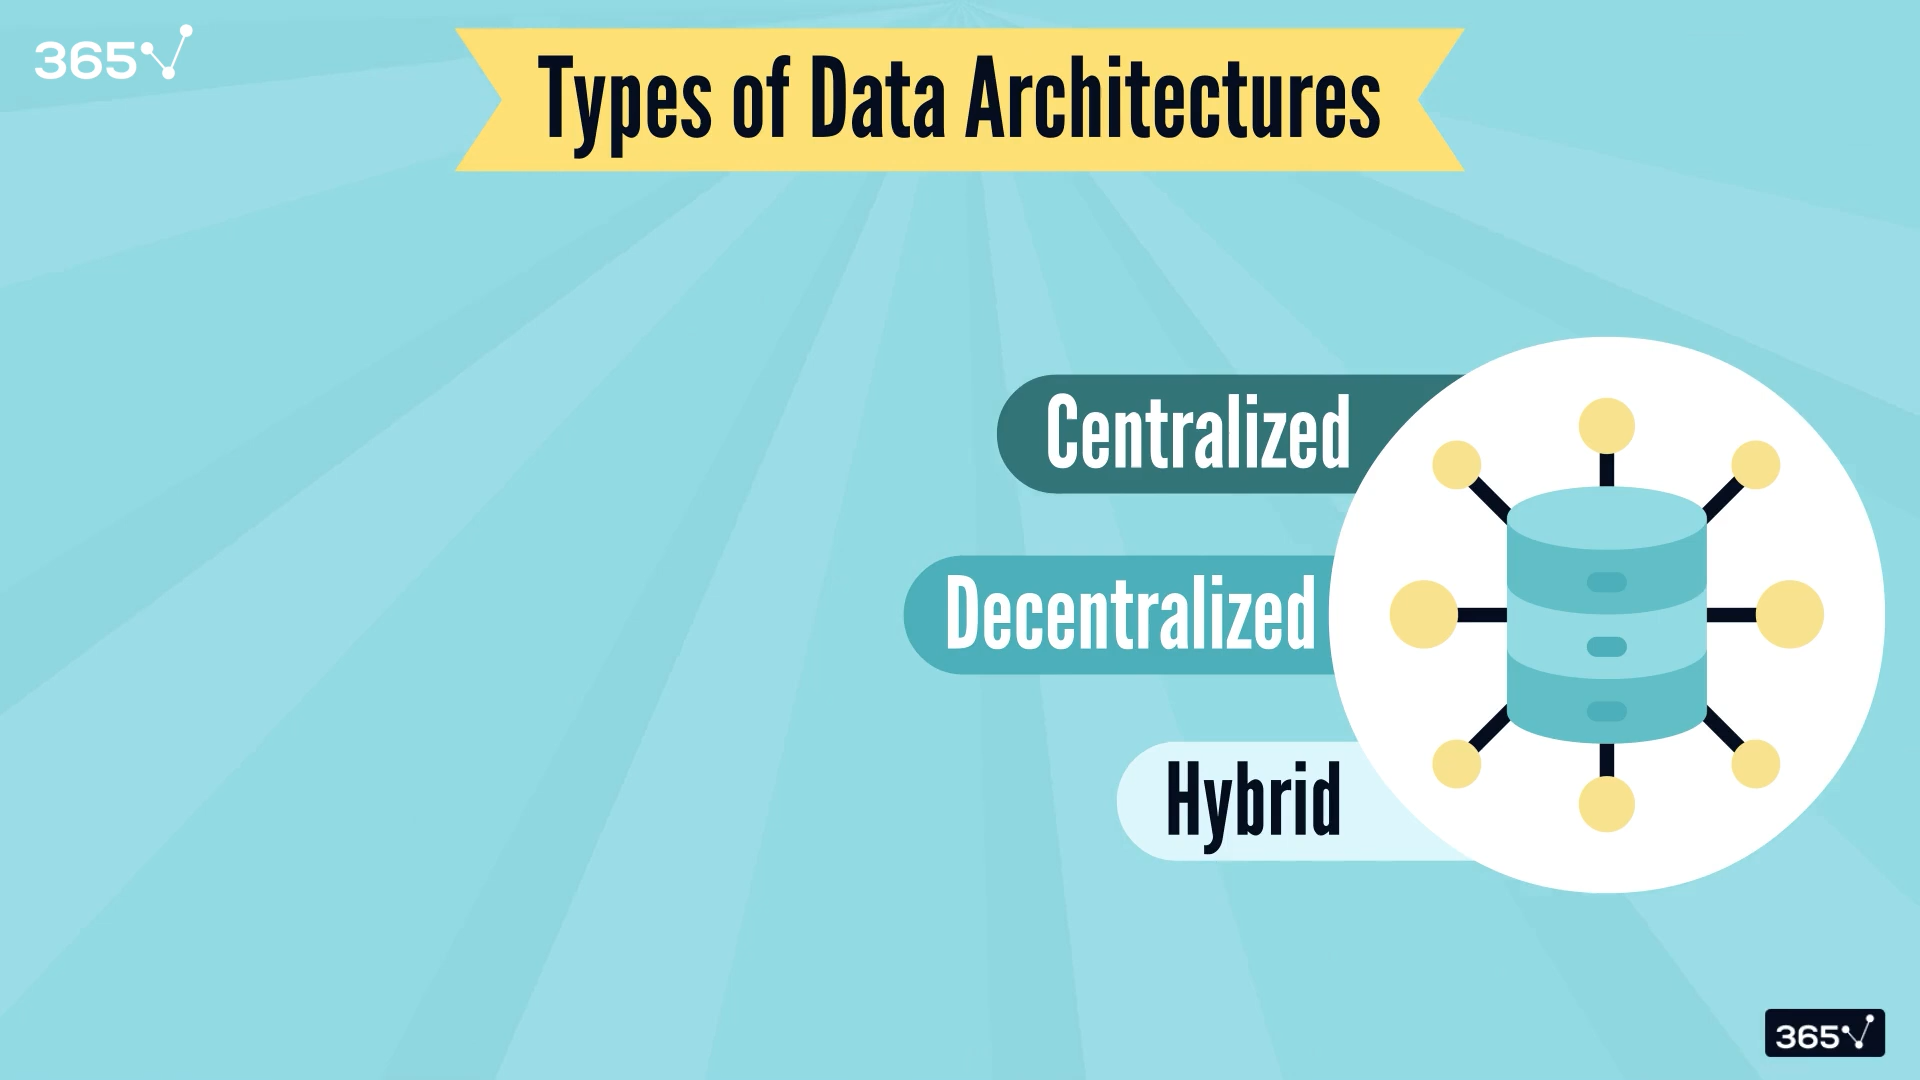 365
Types of Data Architectures
Centralized
Decentralized
Hybrid
365